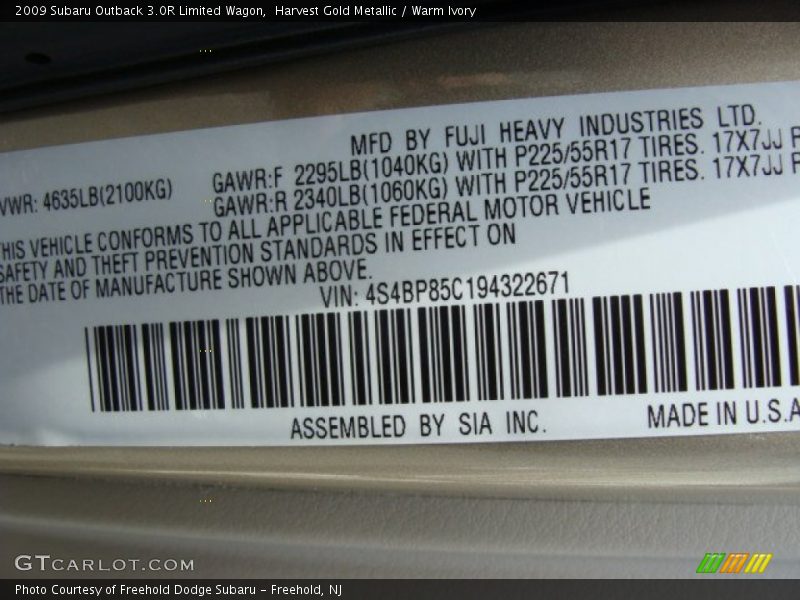 2009 Subaru Outback 3.0R Limited Wagon,  Harvest Gold Metallic / Warm Ivory
MFD BY FUJI HEAVY INDUSTRIES LTD.
VWR: 4635LB(2100KG) GAWR:F 2295LB(1040KG) WITH P225/55R17 TIRES. 17X7JJ
GAWR:R 2340LB(1060KG) WITH P225/55R17 TIRES. 17X7JJ
THIS VEHICLE CONFORMS TO ALL APPLICABLE FEDERAL MOTOR VEHICLE
SAFETY AND THEFT PREVENTION STANDARDS IN EFFECT ON
THE DATE OF MANUFACTURE SHOWN ABOVE.
VIN: 4S4BP85C194322671
ASSEMBLED BY SIA INC. MADE IN U.S.A
GTCARLOT.COM
Photo Courtesy of Freehold Dodge Subaru - Freehold, NJ